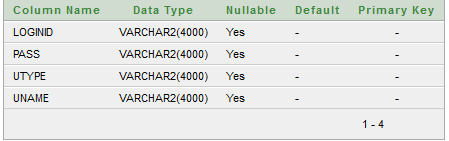 Column Name Data Type Nullable Default Primary Key
LOGINID VARCHAR2(4000) Yes - -
PASS VARCHAR2(4000) Yes - -
UTYPE VARCHAR2(4000) Yes - -
UNAME VARCHAR2(4000) Yes - -
1 - 4